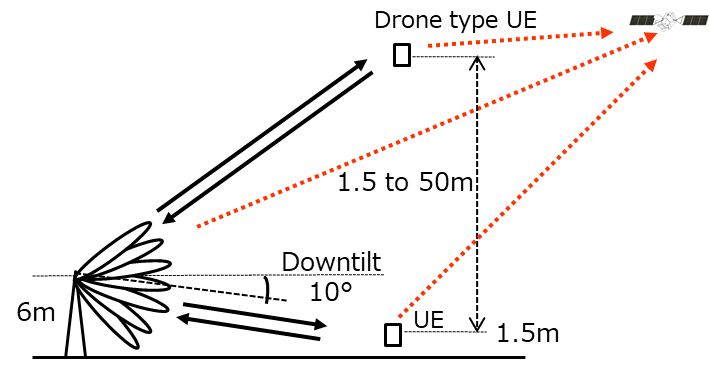 Drone type UE
1.5 to 50m
Downtilt
10°
6m
UE
1.5m